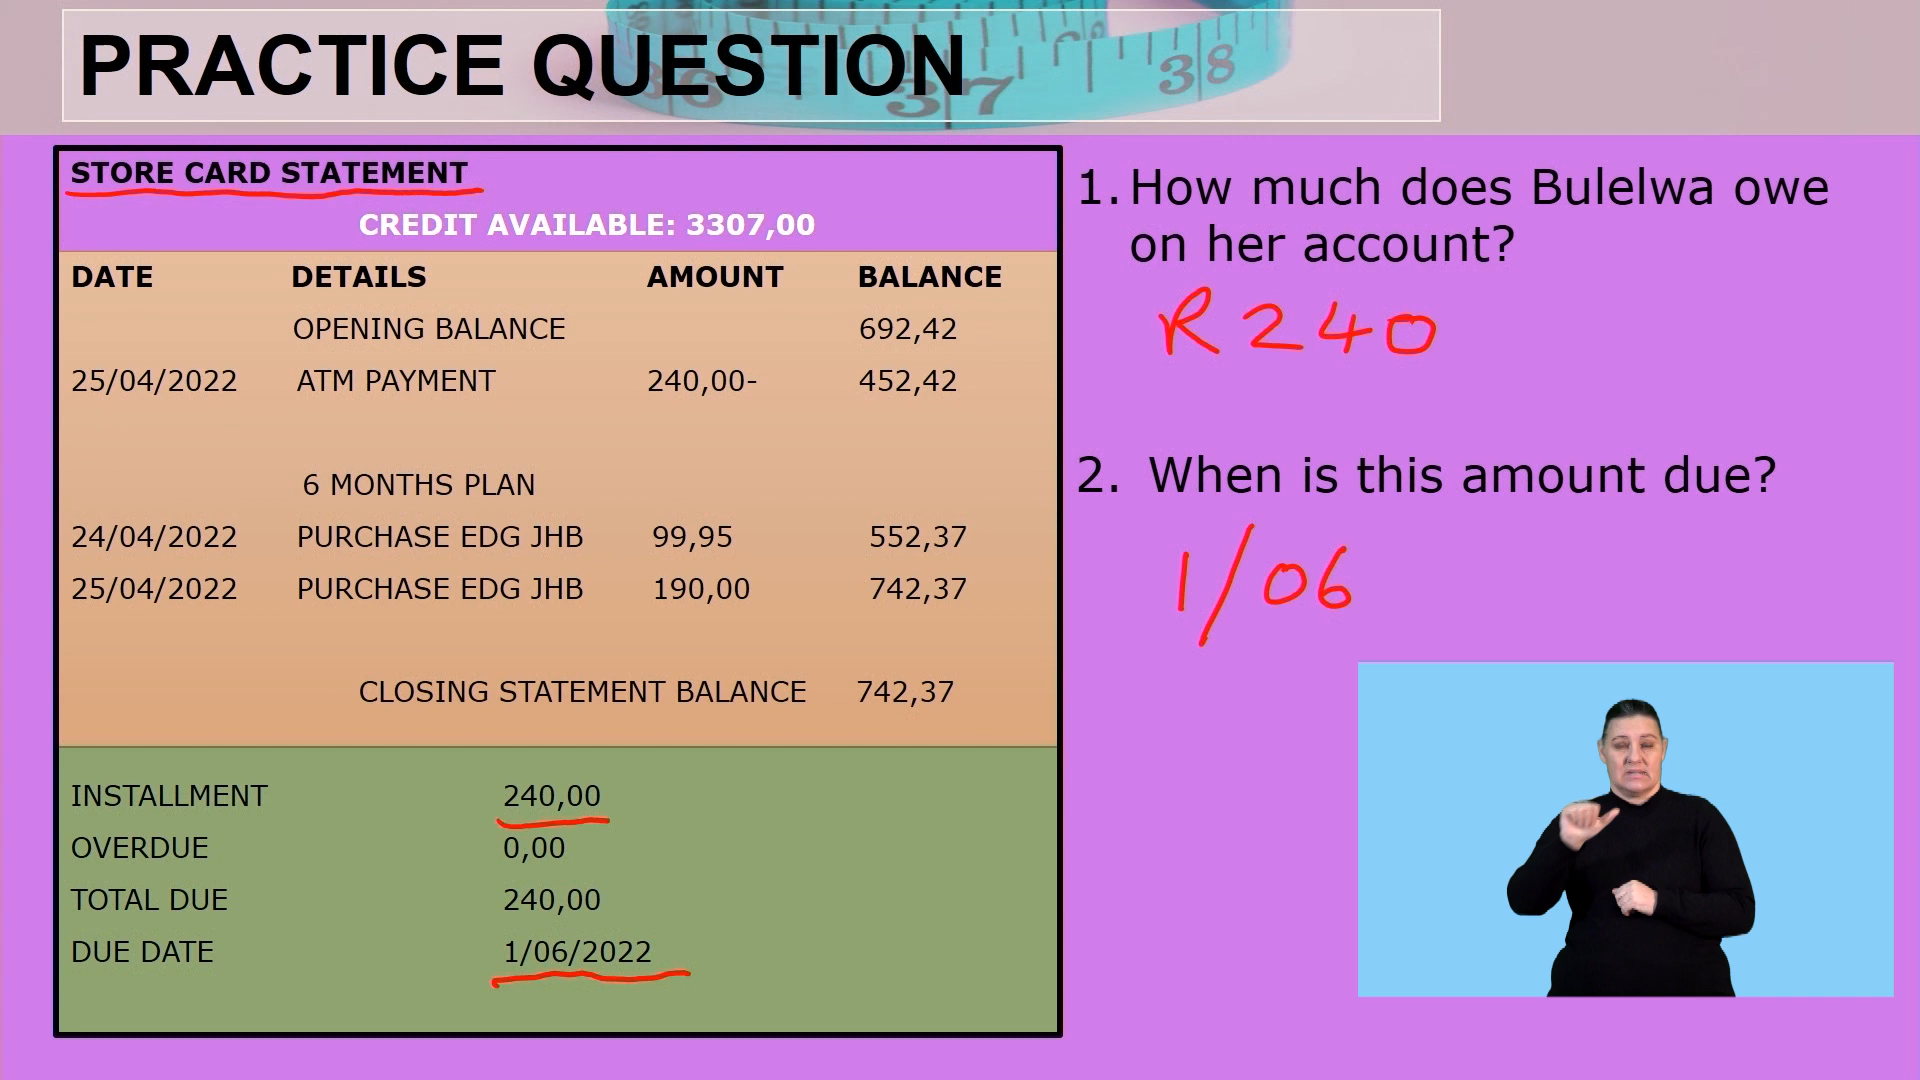 PRACTICE QUESTION
36 37 38
STORE CARD STATEMENT
CREDIT AVAILABLE: 3307,00
DATE DETAILS AMOUNT BALANCE
OPENING BALANCE 692,42
25/04/2022 ATM PAYMENT 240,00- 452,42
6 MONTHS PLAN
24/04/2022 PURCHASE EDG JHB 99,95 552,37
25/04/2022 PURCHASE EDG JHB 190,00 742,37
CLOSING STATEMENT BALANCE 742,37
INSTALLMENT 240,00
OVERDUE 0,00
TOTAL DUE 240,00
DUE DATE 1/06/2022
1. How much does Bulelwa owe
on her account?
R240
2. When is this amount due?
1/06